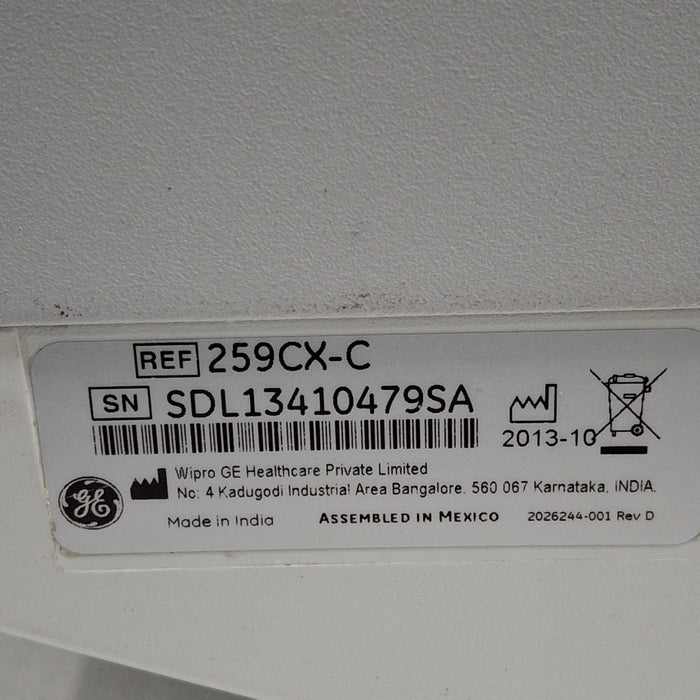 REF 259CX-C
SN SDL13410479SA
2013-10
Wipro GE Healthcare Private Limited
No: 4 Kadugodi Industrial Area Bangalore. 560 067 Karnataka, INDIA.
GE
Made in India ASSEMBLED IN MEXICO 2026244-001 Rev D